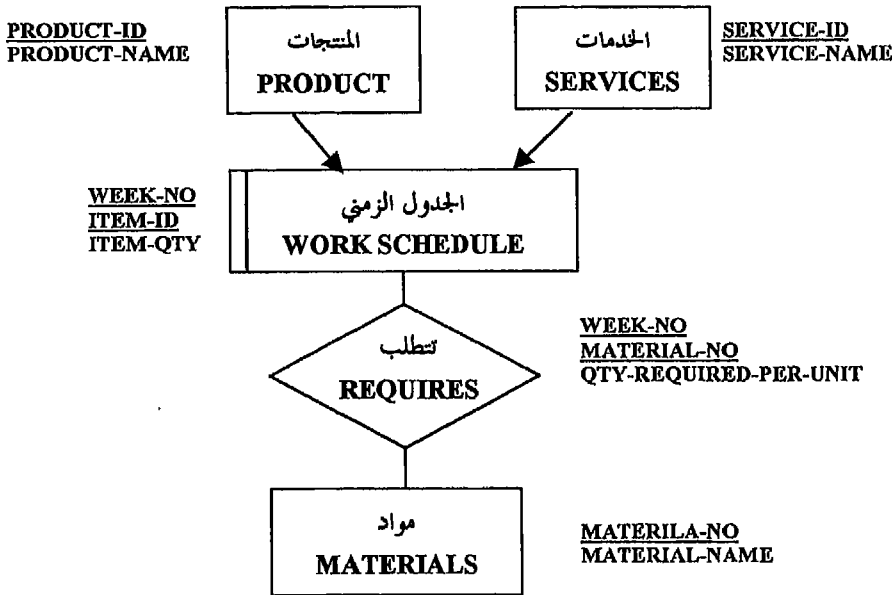 PRODUCT-ID
PRODUCT-NAME
المنتجات
PRODUCT
الخدمات
SERVICES
SERVICE-ID
SERVICE-NAME
WEEK-NO
ITEM-ID
ITEM-QTY
الجدول الزمني
WORK SCHEDULE
تتطلب
REQUIRES
WEEK-NO
MATERIAL-NO
QTY-REQUIRED-PER-UNIT
مواد
MATERIALS
MATERILA-NO
MATERIAL-NAME